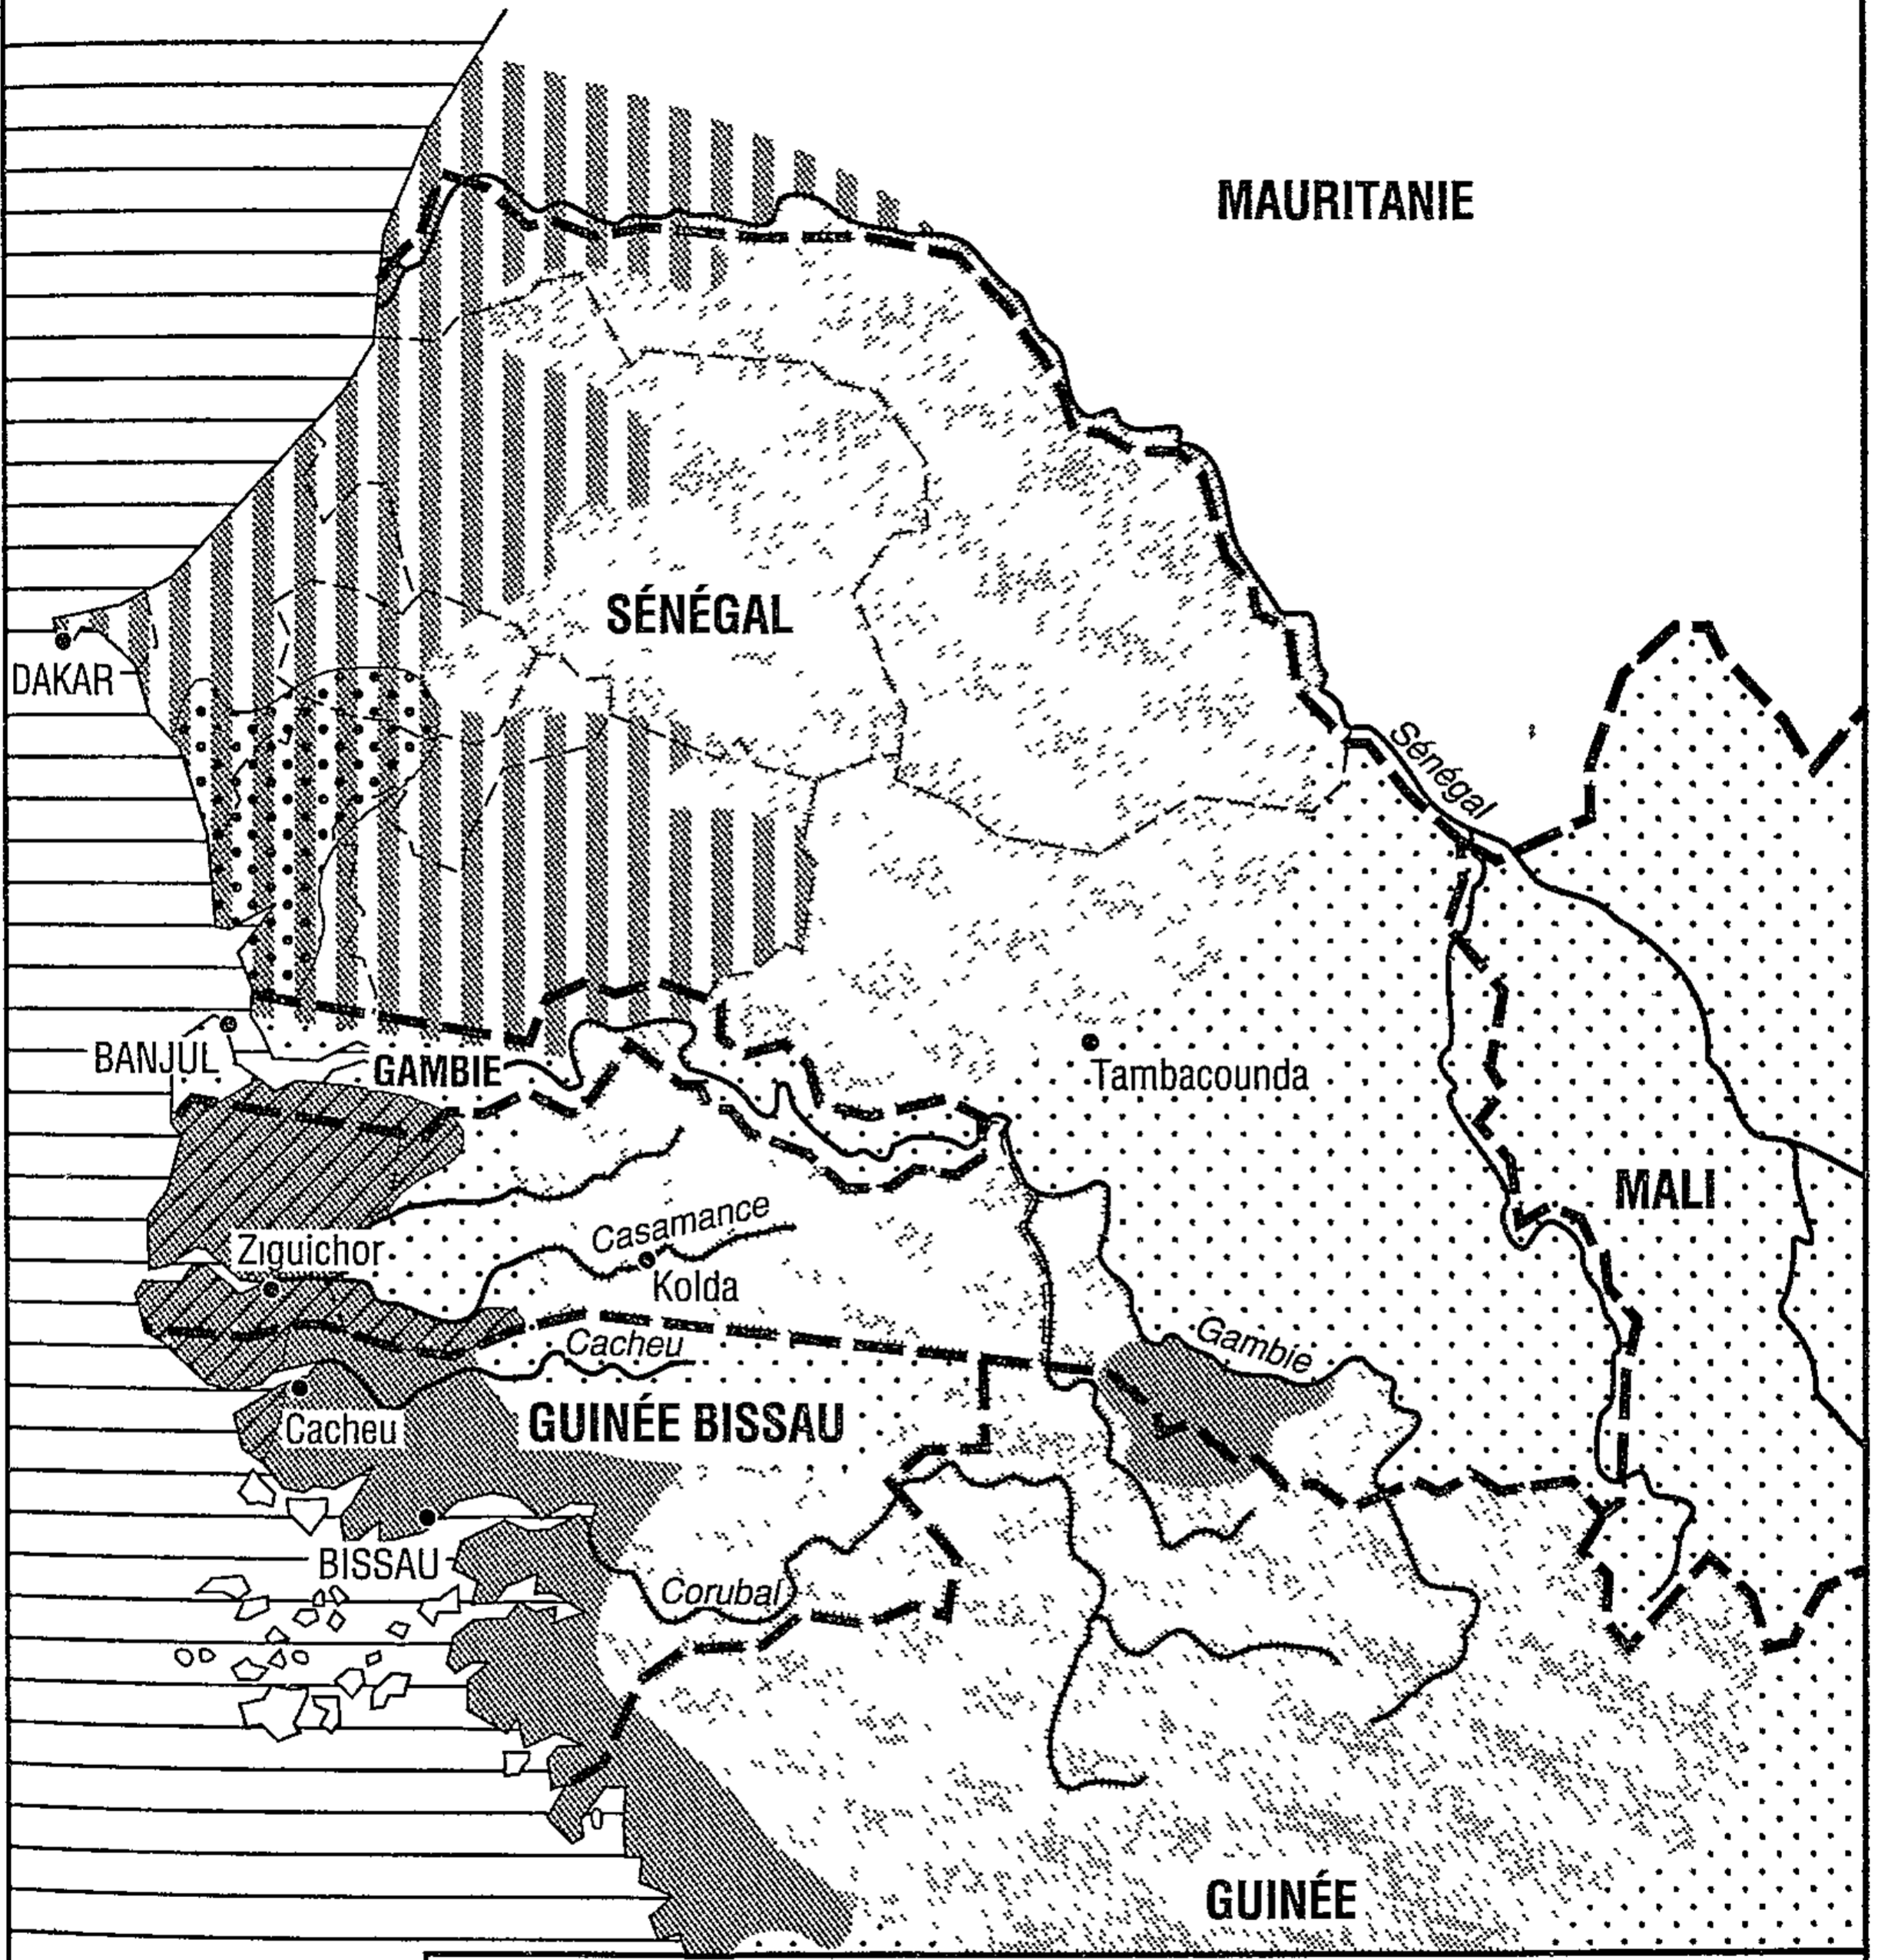 MAURITANIE
SÉNÉGAL
DAKAR
Sénégal
BANJUL
GAMBIE
Tambacounda
MALI
Casamance
Ziguichor
Kolda
Gambie
Cacheu
GUINÉE BISSAU
Cacheu
BISSAU
Corubal
GUINÉE